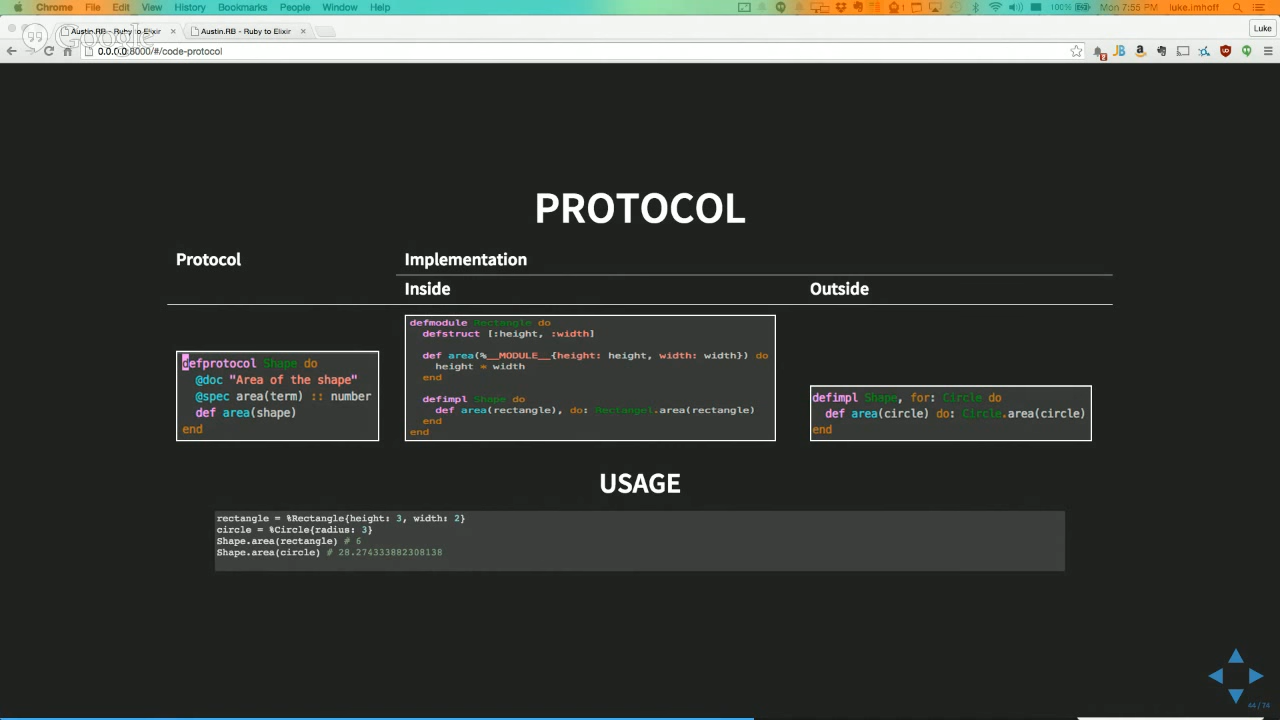 Chrome File Edit View History Bookmarks People Window Help 100% Mon 7:55 PM luke.imhoff
Austin.RB - Ruby to Elixir Austin.RB - Ruby to Elixir Luke
Google
0.0.0.0:8000/#/code-protocol
PROTOCOL
Protocol Implementation
Inside Outside
defprotocol Shape do
@doc "Area of the shape"
@spec area(term) :: number
def area(shape)
end
defmodule Rectangle do
defstruct [:height, :width]
def area(%__MODULE__{height: height, width: width}) do
height * width
end
defimpl Shape do
def area(rectangle), do: Rectangel.area(rectangle)
end
end
defimpl Shape, for: Circle do
def area(circle) do: Circle.area(circle)
end
USAGE
rectangle = %Rectangle{height: 3, width: 2}
circle = %Circle{radius: 3}
Shape.area(rectangle) # 6
Shape.area(circle) # 28.274333882308138
44 / 74